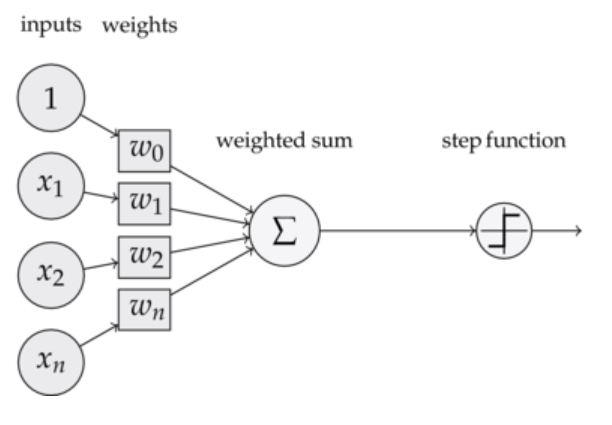 inputs weights
1
w0
weighted sum
step function
x1
w1
Σ
x2
w2
wn
xn